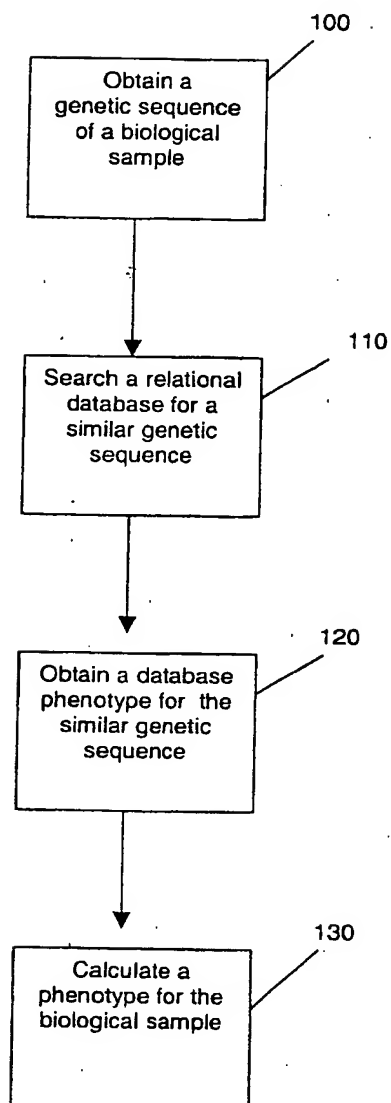 100
Obtain a
genetic sequence
of a biological
sample
110
Search a relational
database for a
similar genetic
sequence
120
Obtain a database
phenotype for the
similar genetic
sequence
130
Calculate a
phenotype for the
biological sample